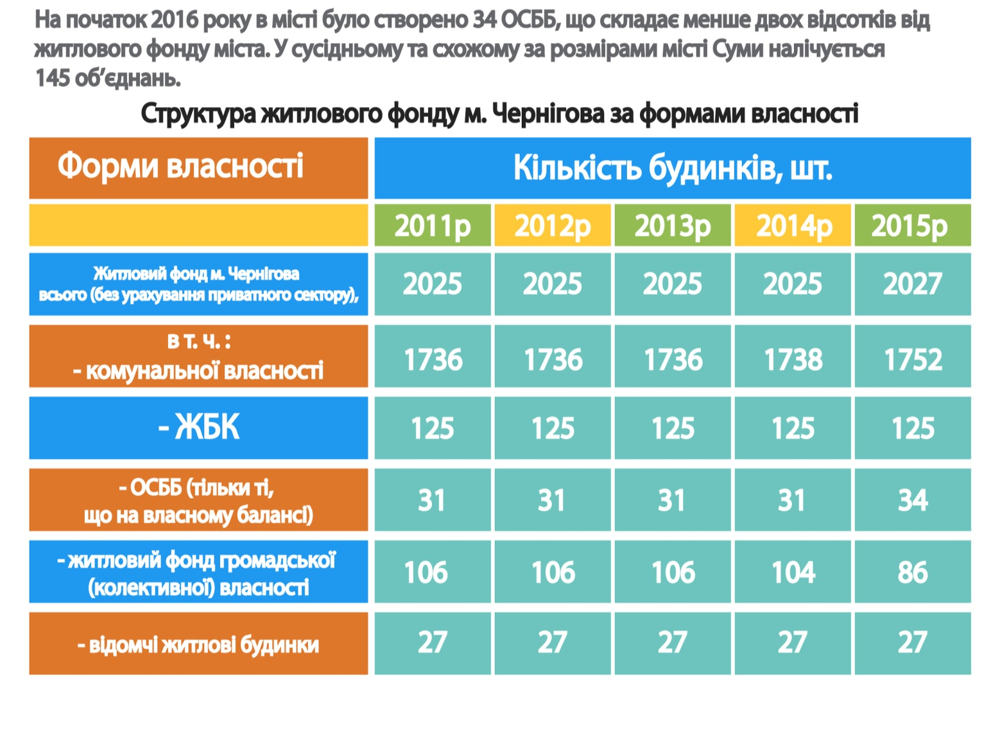 На початок 2016 року в місті було створено 34 ОСББ, що складає менше двох відсотків від
житлового фонду міста. У сусідньому та схожому за розмірами місті Суми налічується
145 об’єднань.
Структура житлового фонду м. Чернігова за формами власності
Форми власності Кількість будинків, шт.
2011р 2012р 2013р 2014р 2015р
Житловий фонд м. Чернігова
всього (без урахування приватного сектору), 2025 2025 2025 2025 2027
в т. ч. :
- комунальної власності 1736 1736 1736 1738 1752
- ЖБК 125 125 125 125 125
- ОСББ (тільки ті,
що на власному балансі) 31 31 31 31 34
- житловий фонд громадської
(колективної) власності 106 106 106 104 86
- відомчі житлові будинки 27 27 27 27 27